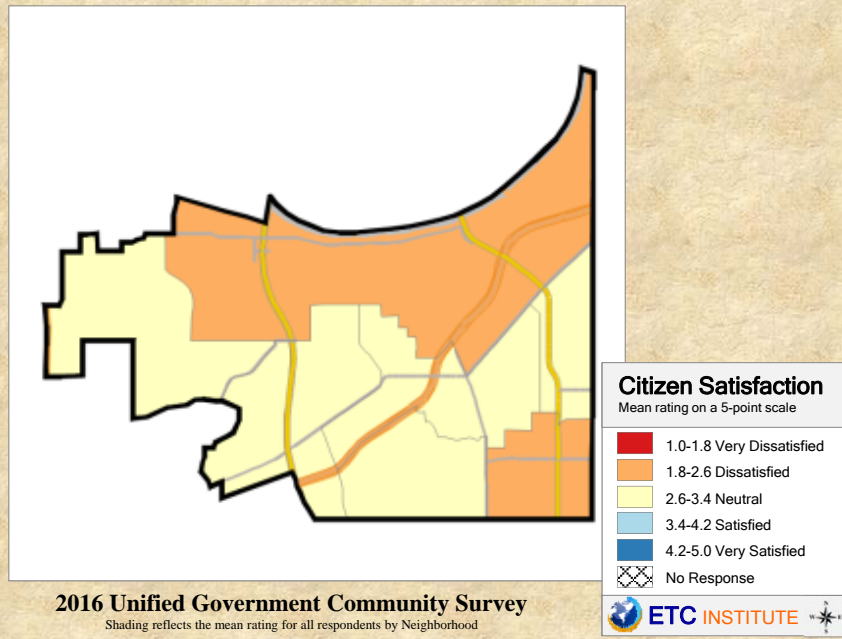 Citizen Satisfaction
Mean rating on a 5-point scale
1.0-1.8 Very Dissatisfied
1.8-2.6 Dissatisfied
2.6-3.4 Neutral
3.4-4.2 Satisfied
4.2-5.0 Very Satisfied
No Response
2016 Unified Government Community Survey
Shading reflects the mean rating for all respondents by Neighborhood
ETC INSTITUTE